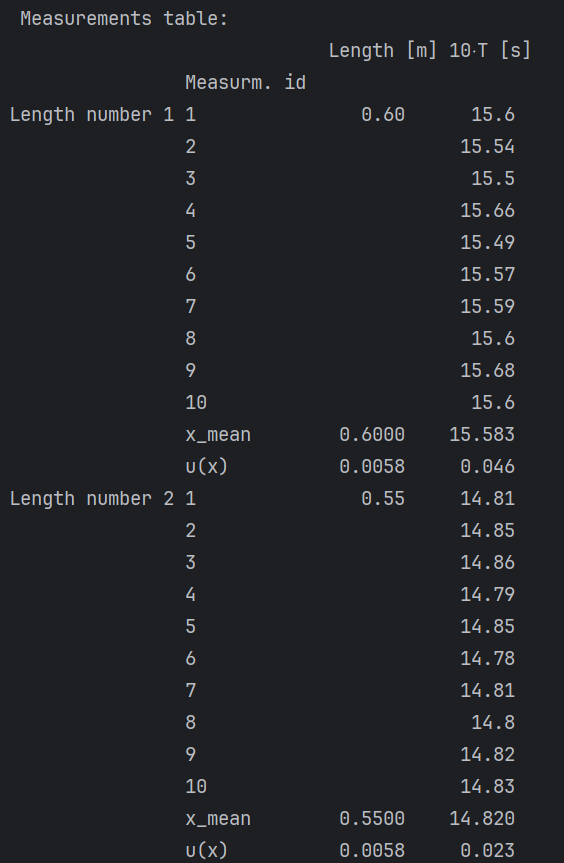 Measurements table:
Length [m] 10·T [s]
Measurm. id
Length number 1 1 0.60 15.6
2 15.54
3 15.5
4 15.66
5 15.49
6 15.57
7 15.59
8 15.6
9 15.68
10 15.6
x_mean 0.6000 15.583
u(x) 0.0058 0.046
Length number 2 1 0.55 14.81
2 14.85
3 14.86
4 14.79
5 14.85
6 14.78
7 14.81
8 14.8
9 14.82
10 14.83
x_mean 0.5500 14.820
u(x) 0.0058 0.023